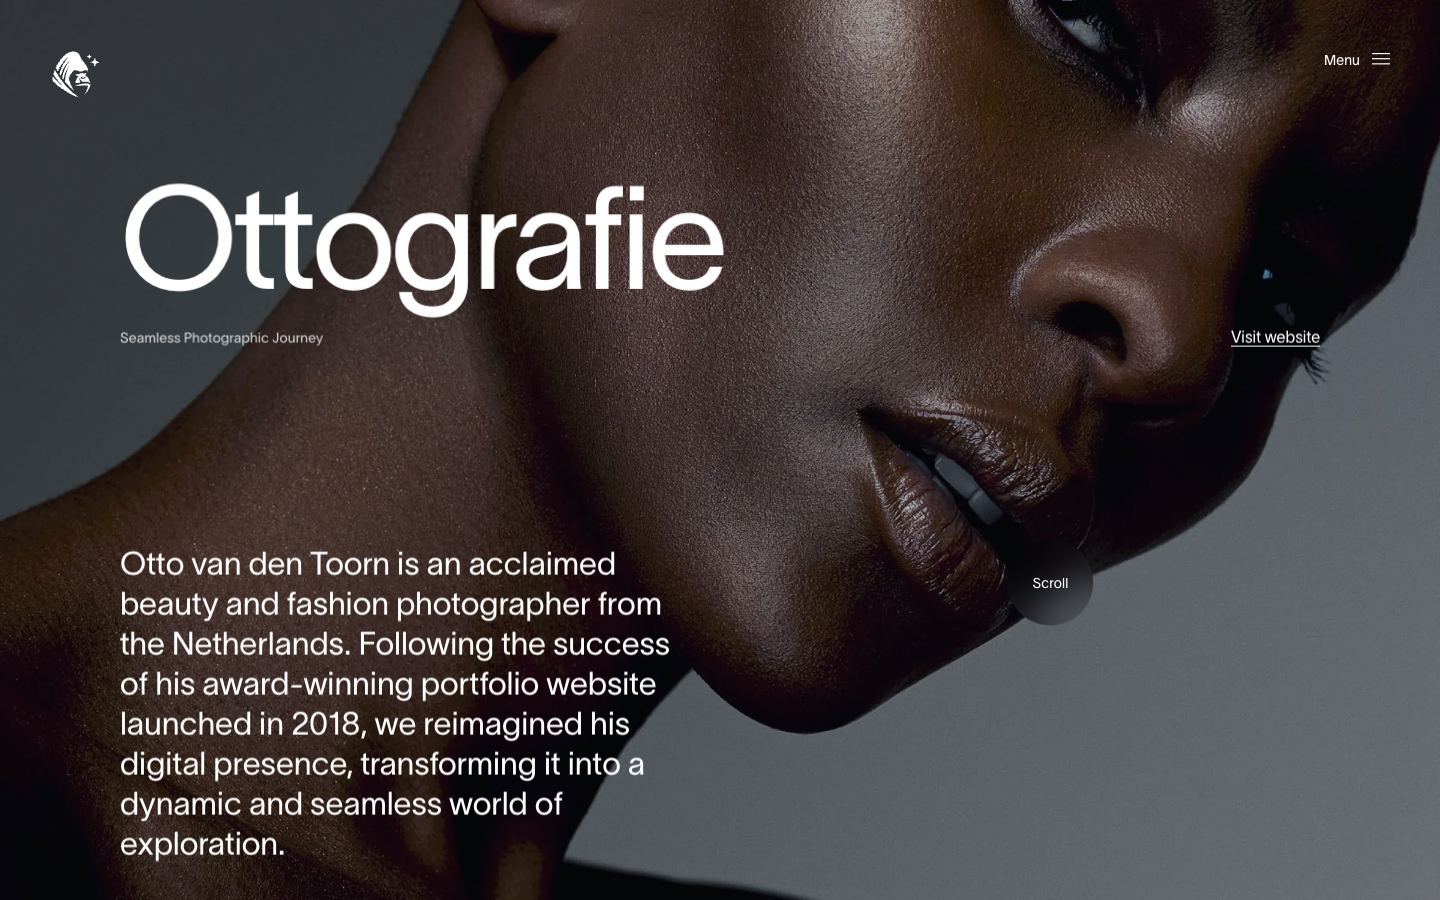 Menu
Ottografie
Seamless Photographic Journey
Visit website
Otto van den Toorn is an acclaimed
beauty and fashion photographer from
the Netherlands. Following the success
of his award-winning portfolio website
launched in 2018, we reimagined his
digital presence, transforming it into a
dynamic and seamless world of
exploration.
Scroll